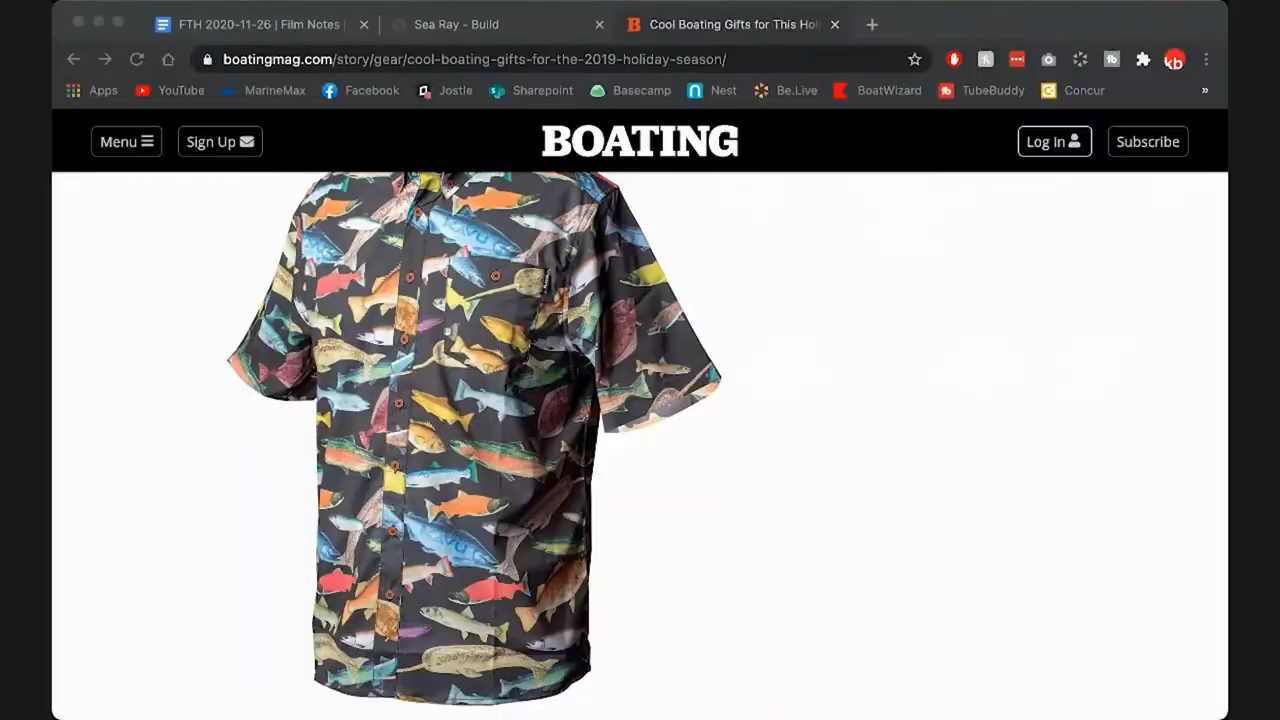 FTH 2020-11-26 | Film Notes
Sea Ray - Build
Cool Boating Gifts for This Hol
boatingmag.com/story/gear/cool-boating-gifts-for-the-2019-holiday-season/
Apps
YouTube
MarineMax
Facebook
Jostle
Sharepoint
Basecamp
Nest
Be.Live
BoatWizard
TubeBuddy
Concur
Menu
Sign Up
BOATING
Log In
Subscribe